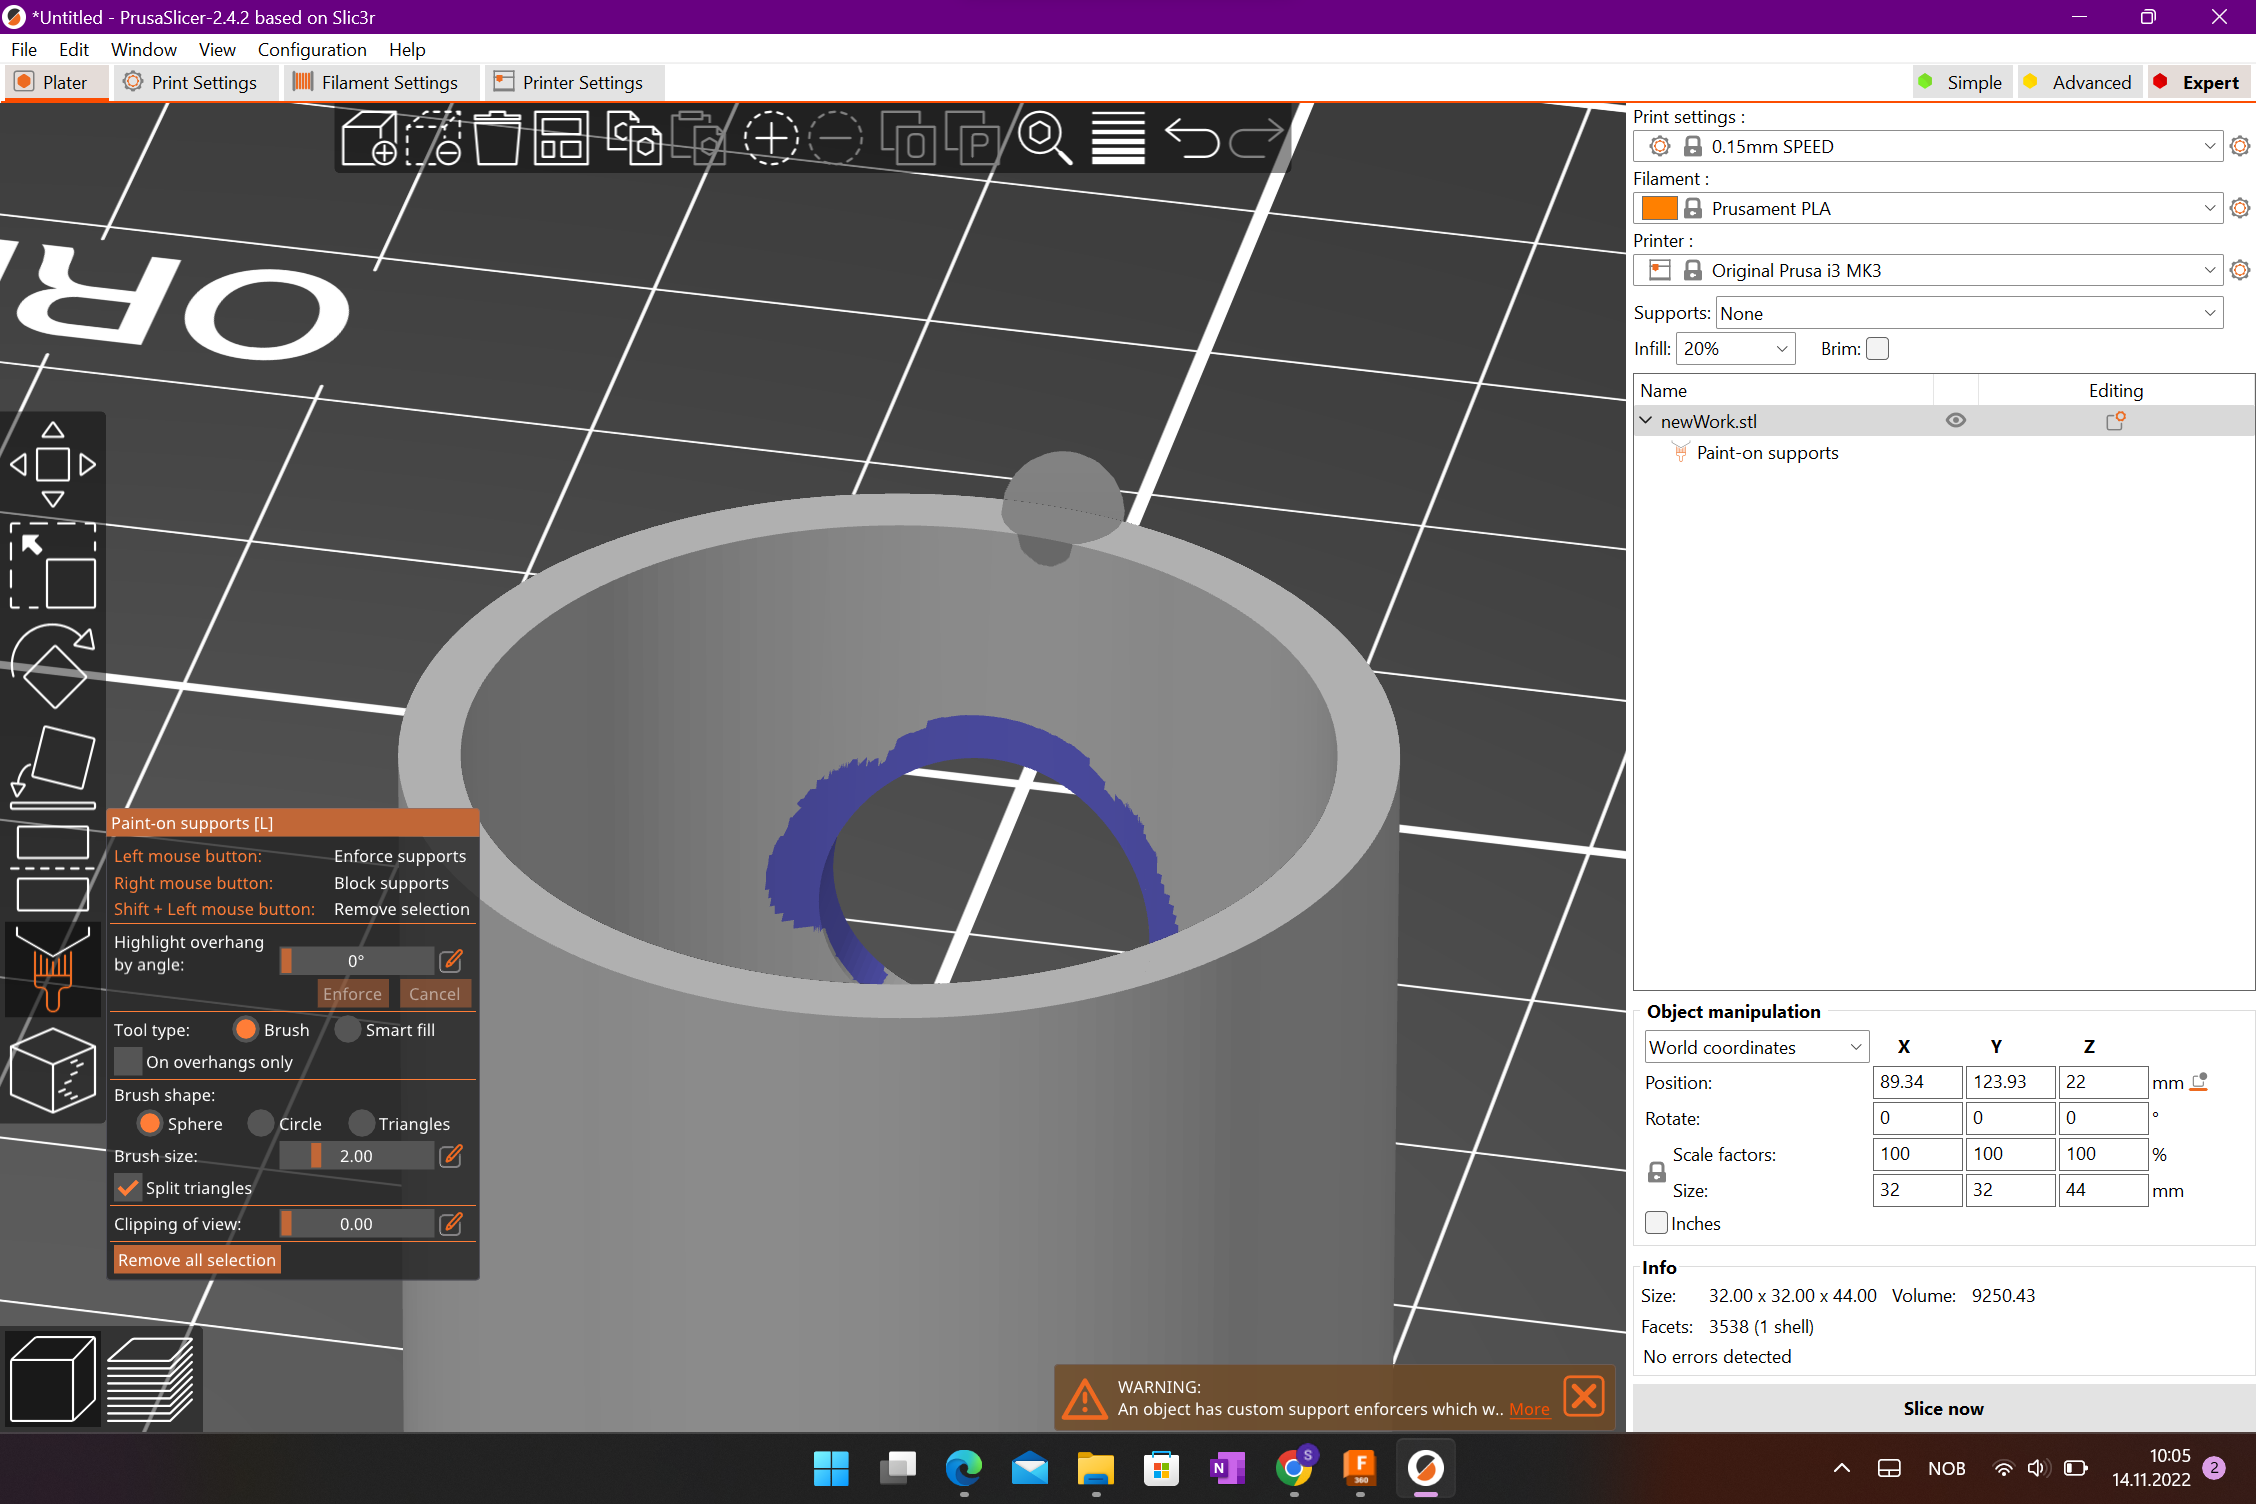 *Untitled - PrusaSlicer-2.4.2 based on Slic3r
File Edit Window View Configuration Help
Plater Print Settings Filament Settings Printer Settings
Simple Advanced Expert
OR
Print settings :
0.15mm SPEED
Filament :
Prusament PLA
Printer :
Original Prusa i3 MK3
Supports: None
Infill: 20% Brim:
Name Editing
newWork.stl
Paint-on supports
Paint-on supports [L]
Left mouse button: Enforce supports
Right mouse button: Block supports
Shift + Left mouse button: Remove selection
Highlight overhang
by angle: 0°
Enforce Cancel
Tool type: Brush Smart fill
On overhangs only
Brush shape:
Sphere Circle Triangles
Brush size: 2.00
Split triangles
Clipping of view: 0.00
Remove all selection
WARNING:
An object has custom support enforcers which w.. More
Object manipulation
World coordinates X Y Z
Position: 89.34 123.93 22 mm
Rotate: 0 0 0 °
Scale factors: 100 100 100 %
Size: 32 32 44 mm
Inches
Info
Size: 32.00 x 32.00 x 44.00 Volume: 9250.43
Facets: 3538 (1 shell)
No errors detected
Slice now
NOB
10:05
14.11.2022
2